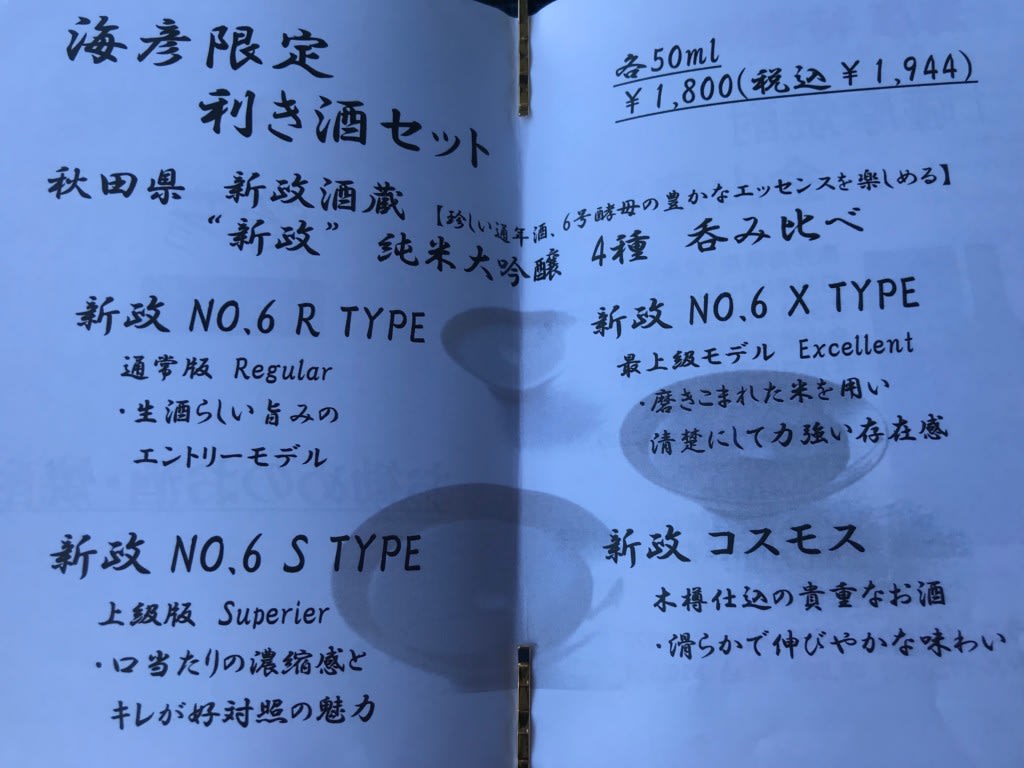 海彦限定
利き酒セット
各50ml
￥1,800(税込￥1,944)
秋田県 新政酒蔵
【珍しい通年酒、6号酵母の豊かなエッセンスを楽しめる】
“新政” 純米大吟醸 4種 呑み比べ
新政 NO.6 R TYPE
通常版 Regular
・生酒らしい旨みの
エントリーモデル
新政 NO.6 S TYPE
上級版 Superier
・口当たりの濃縮感と
キレが好対照の魅力
新政 NO.6 X TYPE
最上級モデル Excellent
・磨きこまれた米を用い
清楚にして力強い存在感
新政 コスモス
木樽仕込の貴重なお酒
・滑らかで伸びやかな味わい